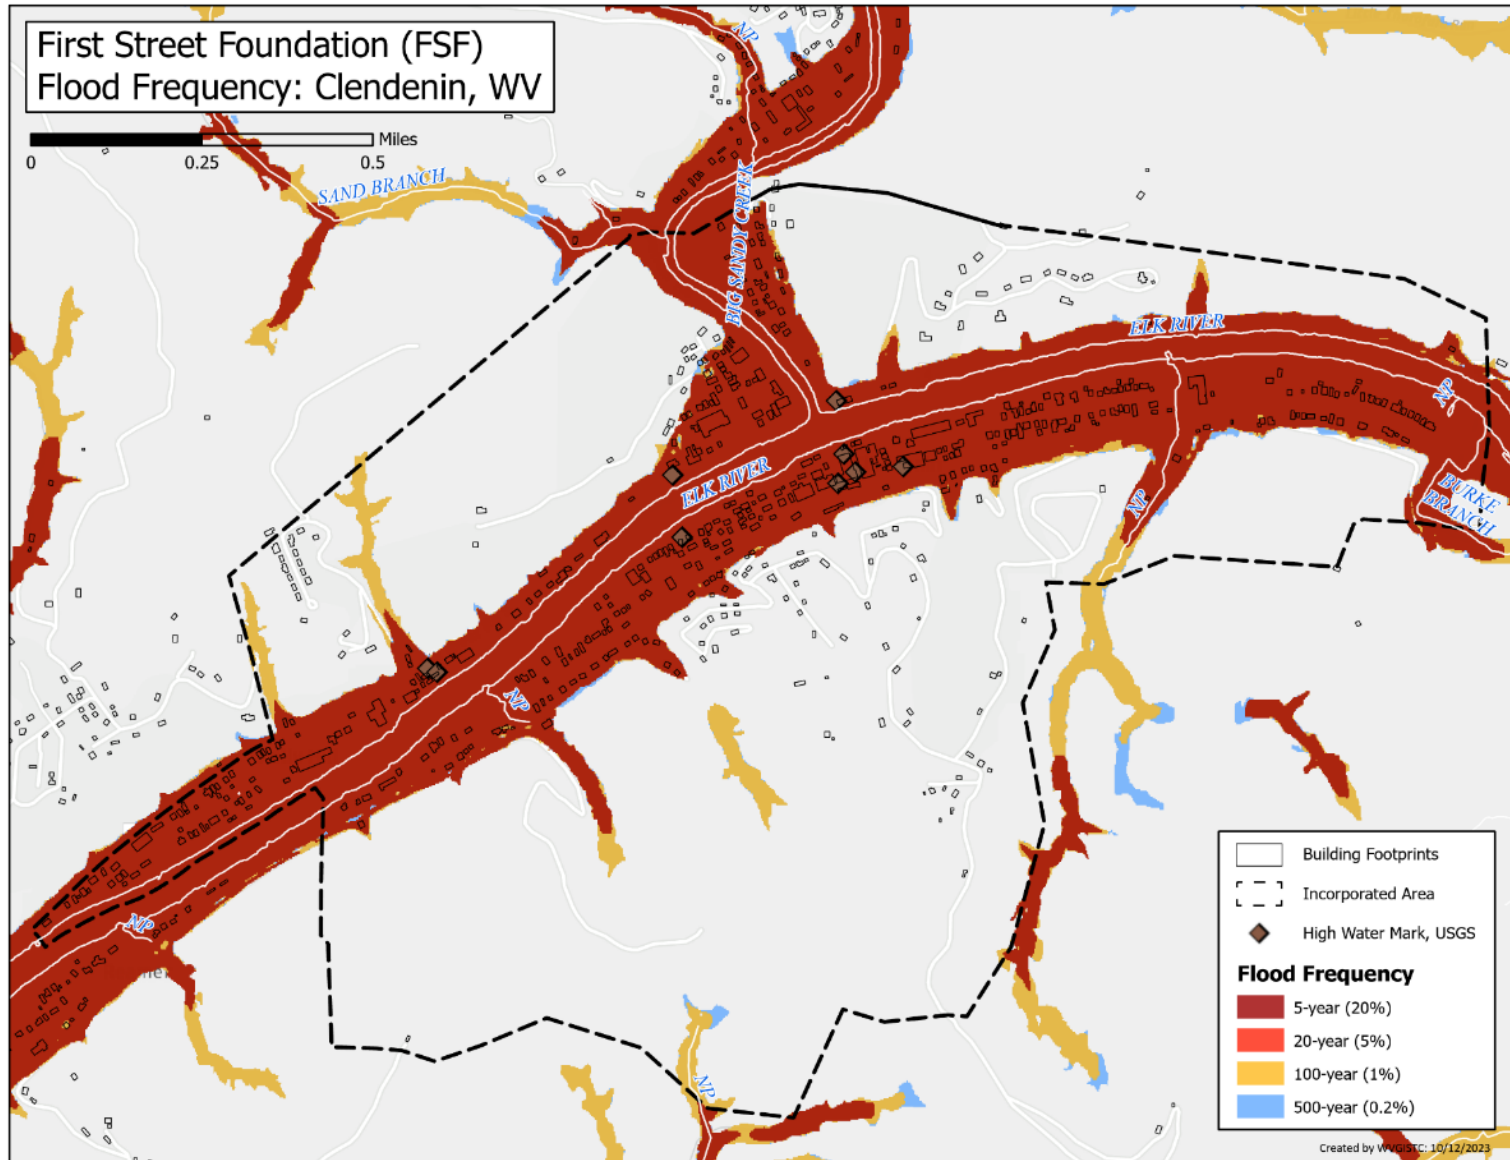 First Street Foundation (FSF)
Flood Frequency: Clendenin, WV
Miles
0
0.25
0.5
NP
SAND BRANCH
BIG SANDY CREEK
ELK RIVER
NP
ELK RIVER
BURKE
BRANCH
NP
NP
NP
NP
Building Footprints
Incorporated Area
High Water Mark, USGS
Flood Frequency
5-year (20%)
20-year (5%)
100-year (1%)
500-year (0.2%)
Created by WVGISTC: 10/12/2023